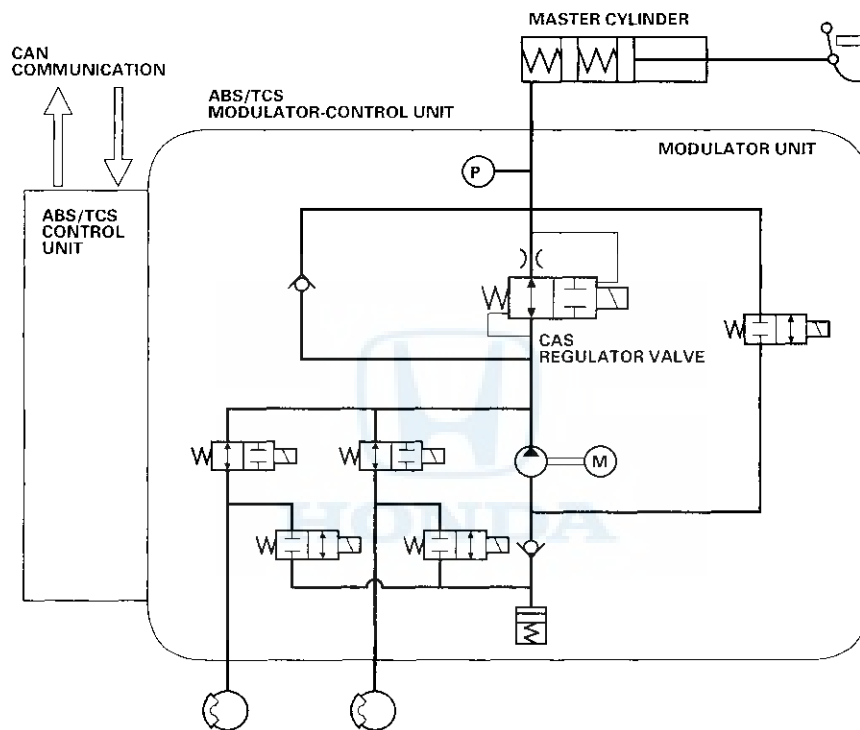 MASTER CYLINDER
CAN
COMMUNICATION
ABS/TCS
MODULATOR-CONTROL UNIT
MODULATOR UNIT
P
ABS/TCS
CONTROL
UNIT
CAS
REGULATOR VALVE
M
HONDA